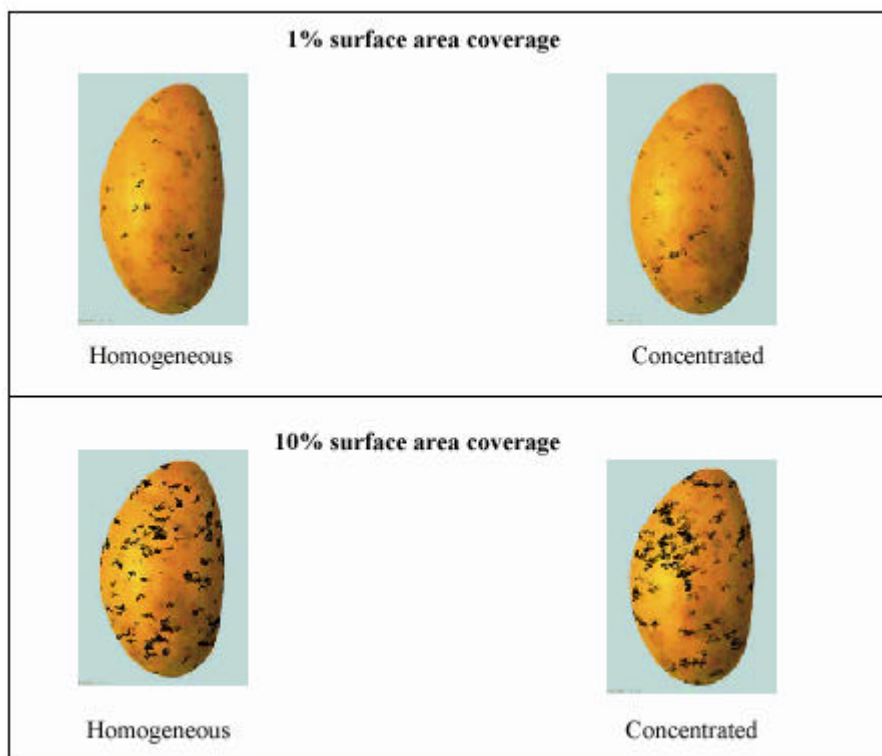 1% surface area coverage
Homogeneous
Concentrated
10% surface area coverage
Homogeneous
Concentrated